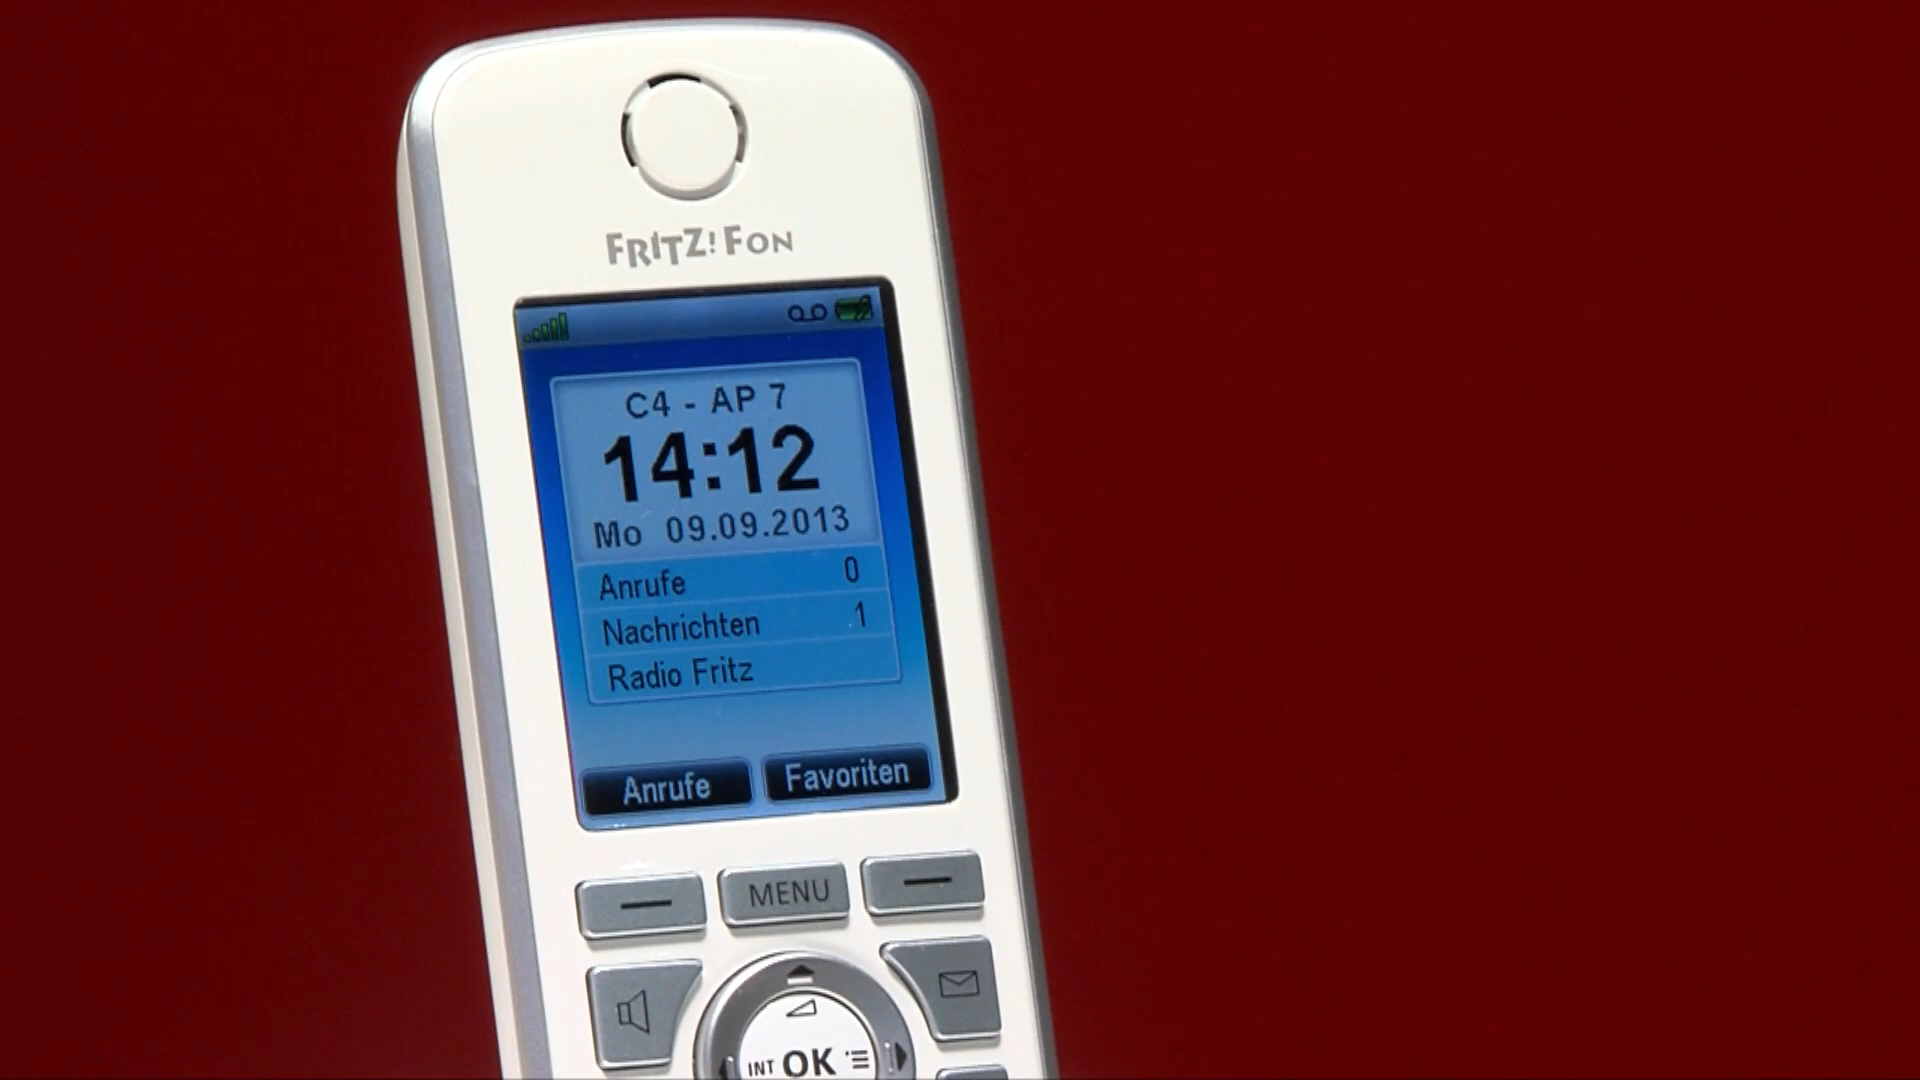 FRITZ! FON
C4 - AP 7
14:12
Mo 09.09.2013
Anrufe 0
Nachrichten 1
Radio Fritz
Anrufe Favoriten
MENU
INT OK